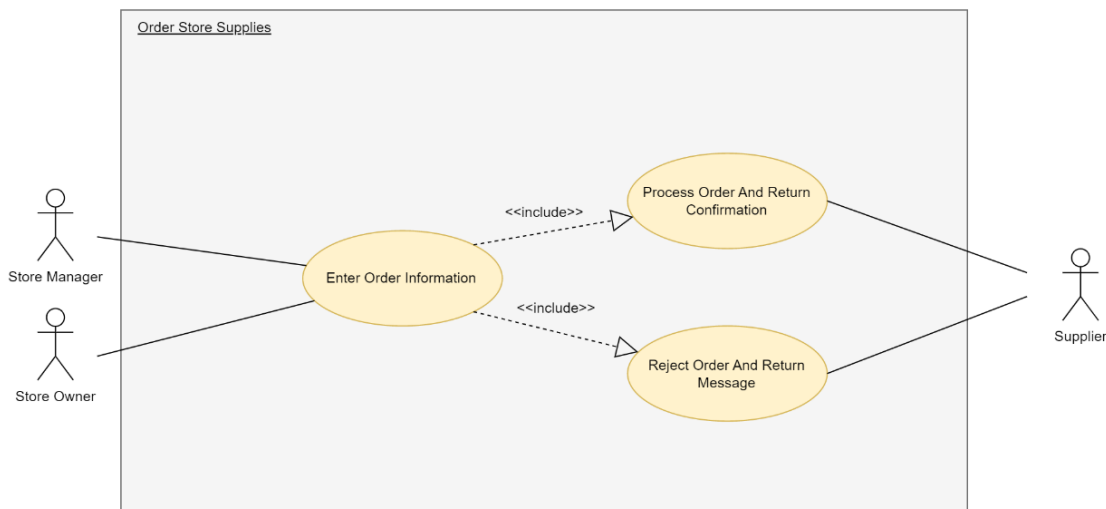 Order Store Supplies
Process Order And Return
Confirmation
<<include>>
Store Manager
Enter Order Information
<<include>>
Supplier
Store Owner
Reject Order And Return
Message